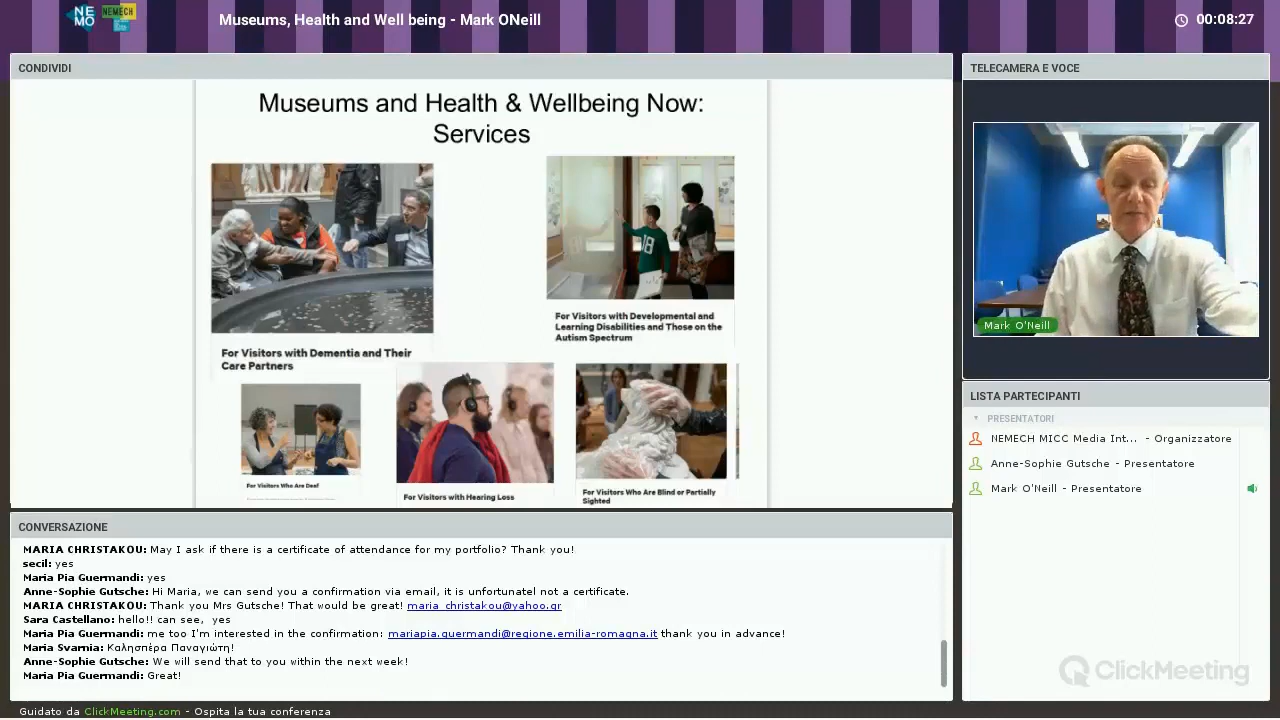 NE
MO
NEMECH
Museums, Health and Well being - Mark ONeill
00:08:27
CONDIVIDI
Museums and Health & Wellbeing Now:
Services
18
For Visitors with Dementia and Their
Care Partners
For Visitors with Developmental and
Learning Disabilities and Those on the
Autism Spectrum
For Visitors Who Are Deaf
For Visitors with Hearing Loss
For Visitors Who Are Blind or Partially
Sighted
TELECAMERA E VOCE
Mark O'Neill
LISTA PARTECIPANTI
PRESENTATORI
NEMECH MICC Media Int... - Organizzatore
Anne-Sophie Gutsche - Presentatore
Mark O'Neill - Presentatore
ClickMeeting
CONVERSAZIONE
MARIA CHRISTAKOU: May I ask if there is a certificate of attendance for my portfolio? Thank you!
secil: yes
Maria Pia Guermandi: yes
Anne-Sophie Gutsche: Hi Maria, we can send you a confirmation via email, it is unfortunatel not a certificate.
MARIA CHRISTAKOU: Thank you Mrs Gutsche! That would be great! maria_christakou@yahoo.gr
Sara Castellano: hello!! can see, yes
Maria Pia Guermandi: me too I'm interested in the confirmation: mariapia.guermandi@regione.emilia-romagna.it thank you in advance!
Maria Svarnia: Καλησπέρα Παναγιώτη!
Anne-Sophie Gutsche: We will send that to you within the next week!
Maria Pia Guermandi: Great!
Guidato da ClickMeeting.com - Ospita la tua conferenza